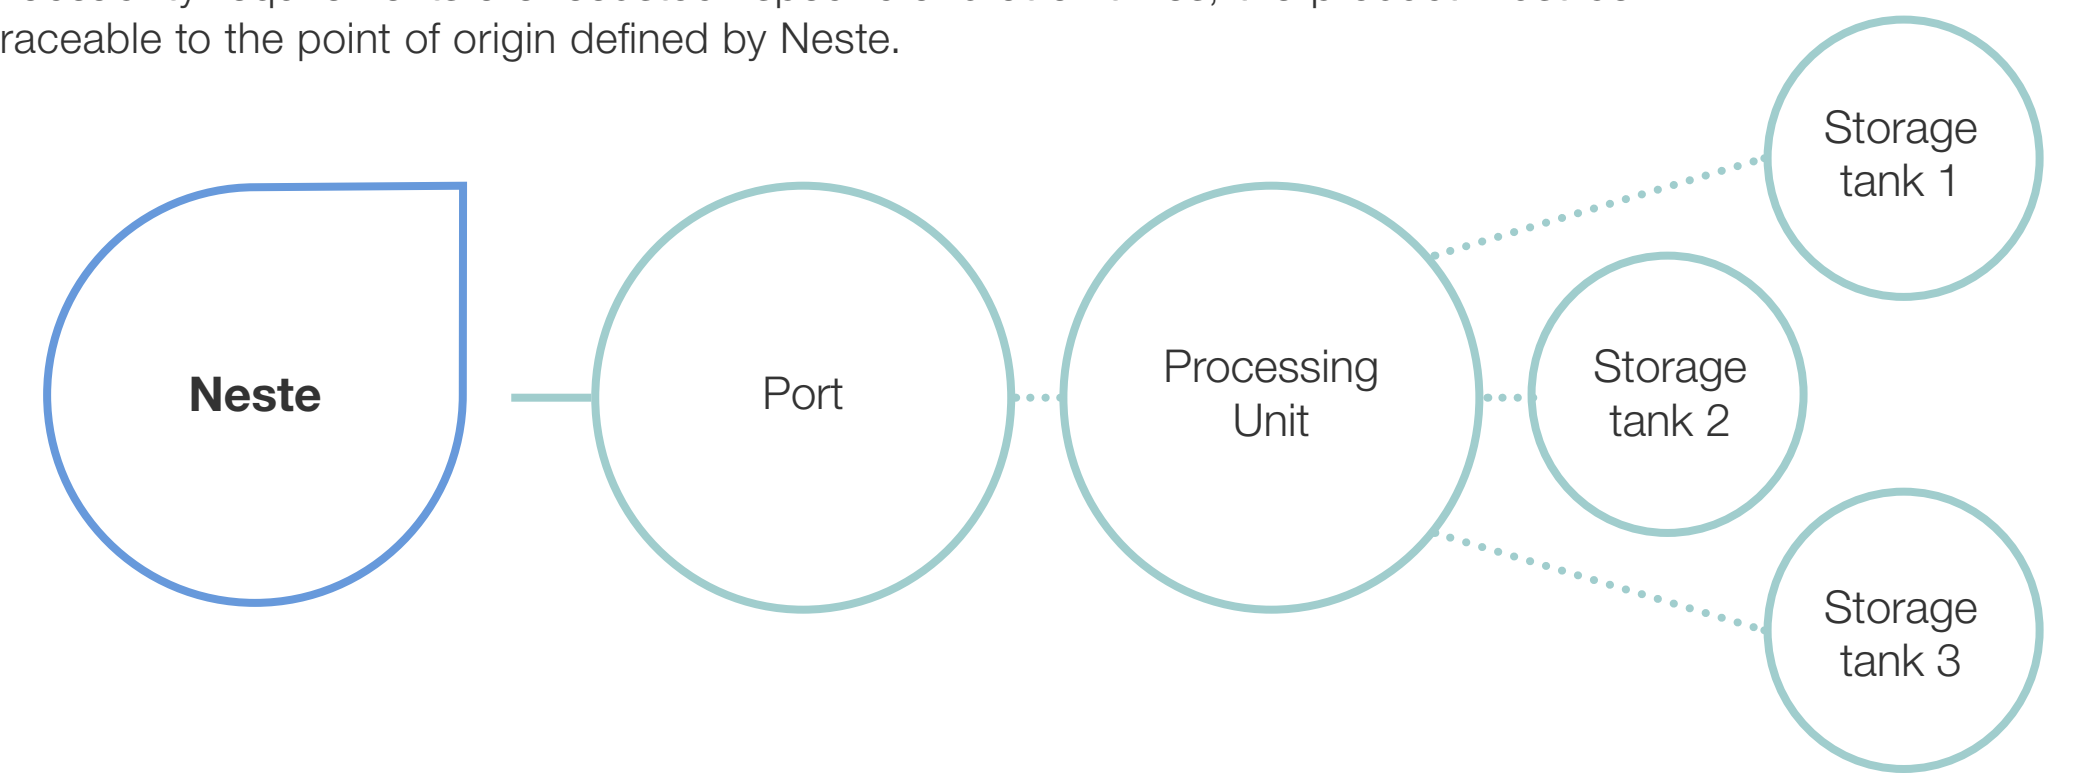 raceable to the point of origin defined by Neste.
Neste
Port
Processing
Unit
Storage
tank 1
Storage
tank 2
Storage
tank 3